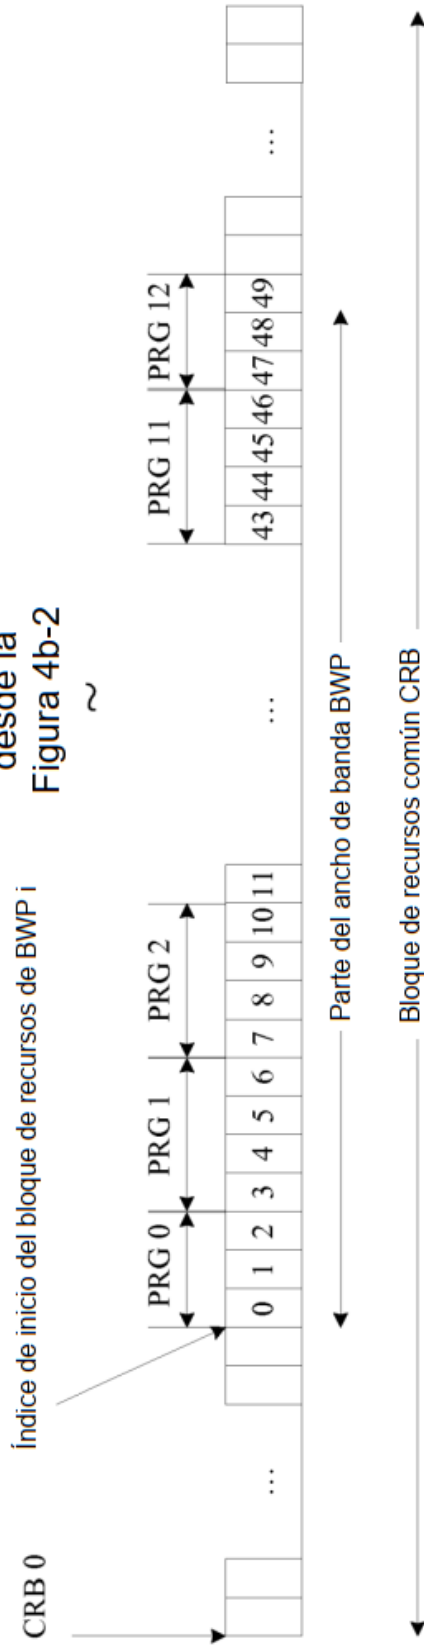 desde la
Figura 4b-2
~
CRB 0
Índice de inicio del bloque de recursos de BWP i
PRG 0 PRG 1 PRG 2 PRG 11 PRG 12
... 0 1 2 3 4 5 6 7 8 9 10 11 ... 43 44 45 46 47 48 49 ...
Parte del ancho de banda BWP
Bloque de recursos común CRB